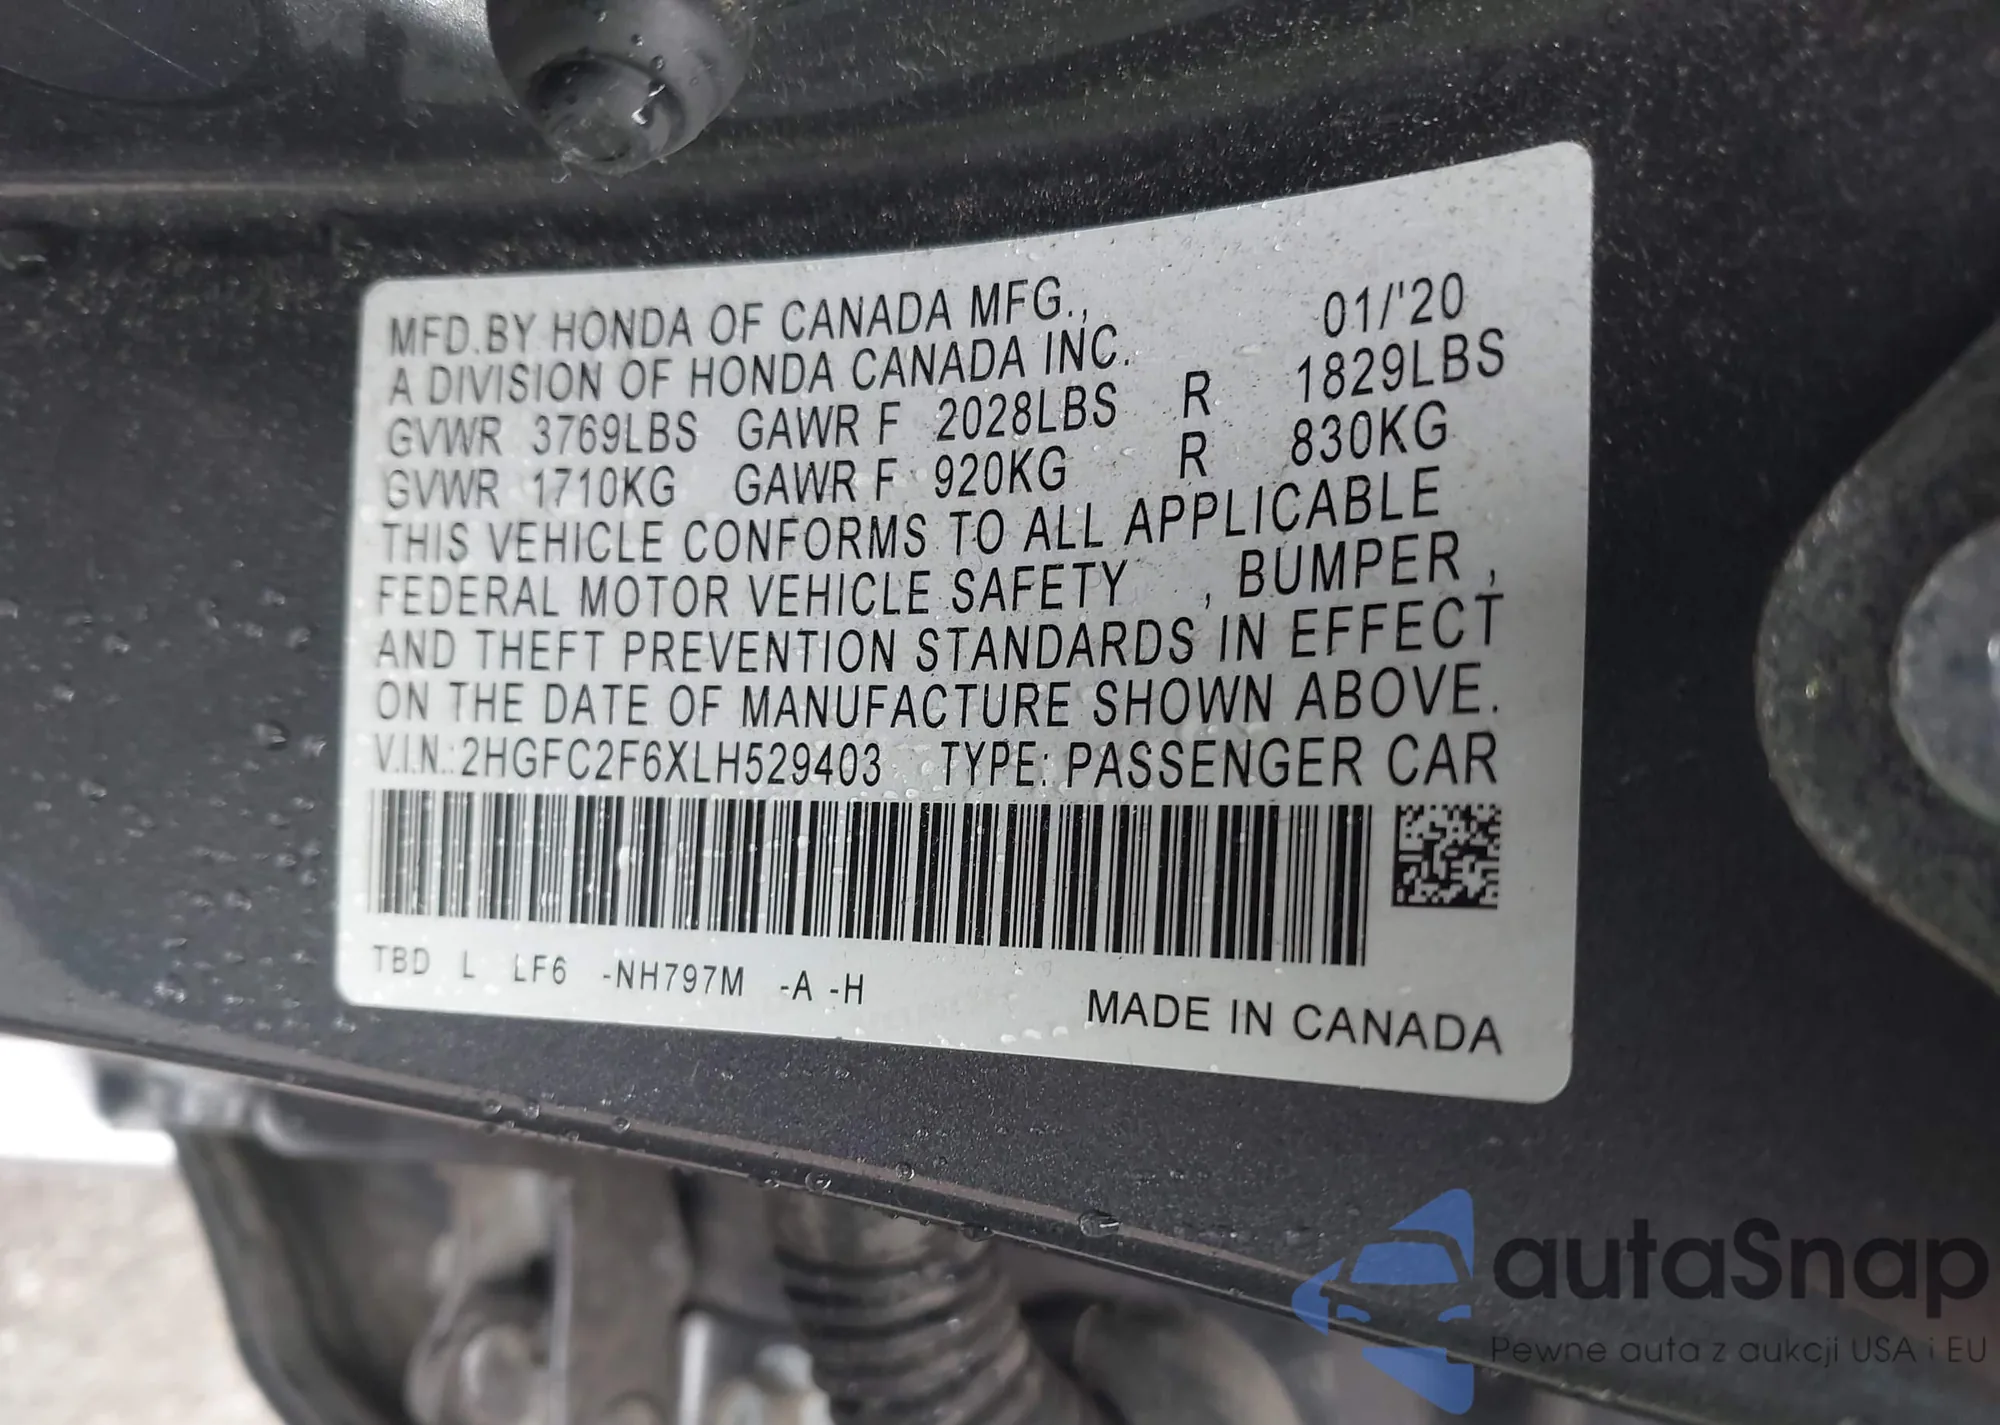 MFD. BY HONDA OF CANADA MFG., 01/'20
A DIVISION OF HONDA CANADA INC.
GVWR 3769LBS GAWR F 2028LBS R 1829LBS
GVWR 1710KG GAWR F 920KG R 830KG
THIS VEHICLE CONFORMS TO ALL APPLICABLE
FEDERAL MOTOR VEHICLE SAFETY , BUMPER ,
AND THEFT PREVENTION STANDARDS IN EFFECT
ON THE DATE OF MANUFACTURE SHOWN ABOVE.
V.I.N.: 2HGFC2F6XLH529403 TYPE: PASSENGER CAR
TBD L LF6 -NH797M -A -H
MADE IN CANADA
autaSnap
Pewne auta z aukcji USA i EU